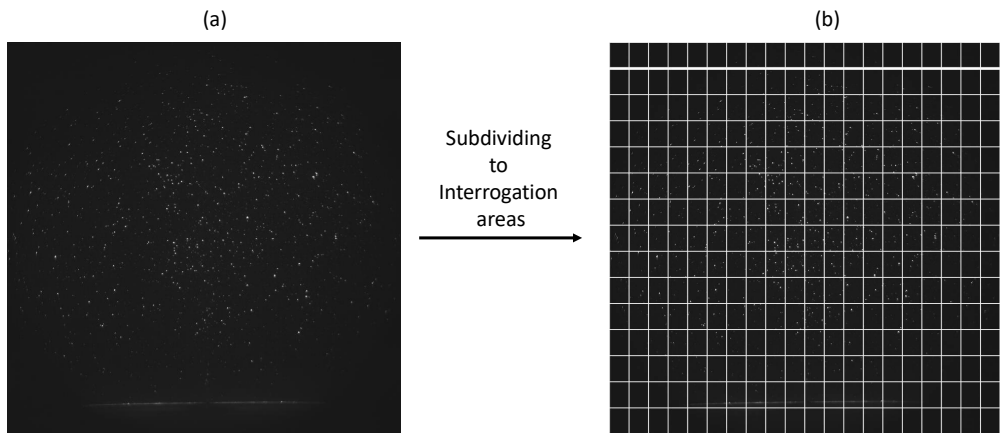 (a)
(b)
Subdividing
to
Interrogation
areas